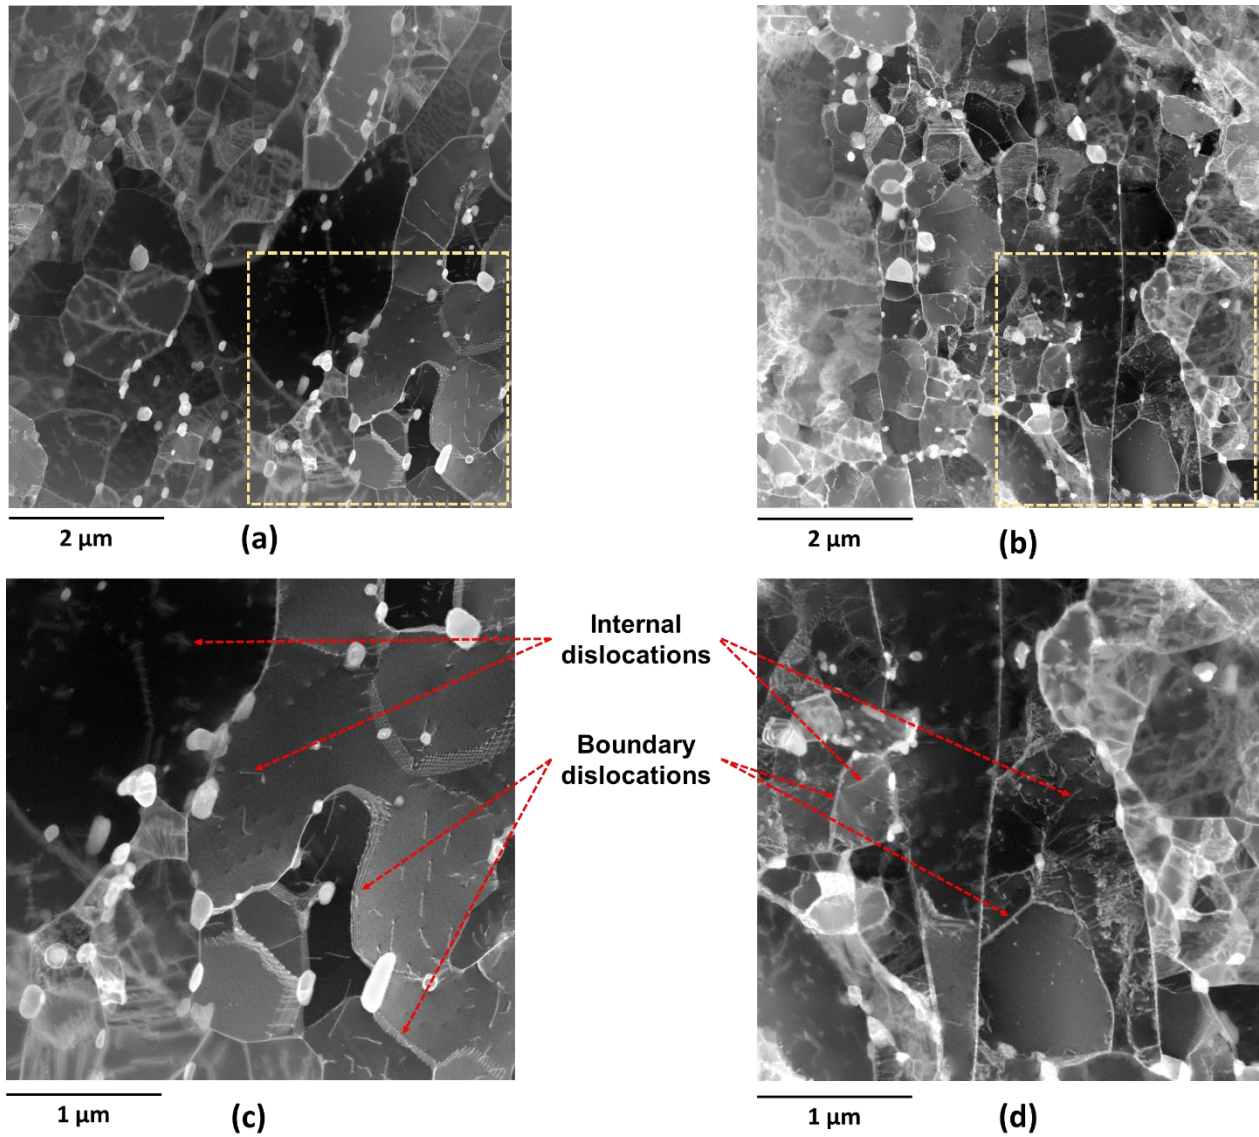 2 µm
(a)
2 µm
(b)
Internal
dislocations
Boundary
dislocations
1 µm
(c)
1 µm
(d)